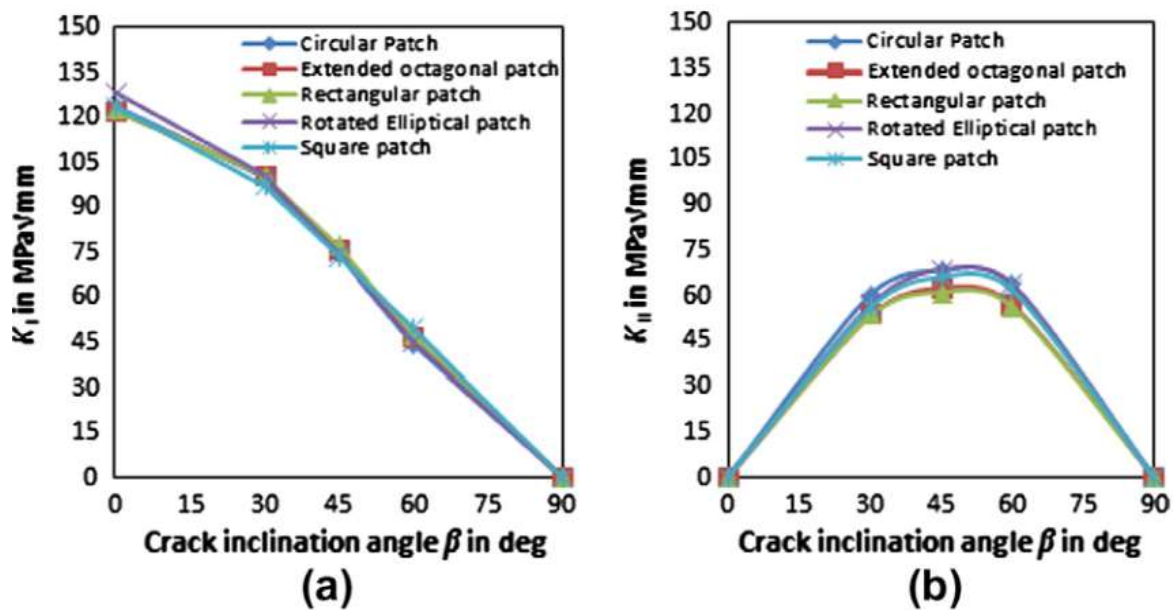 150
135
120
105
90
75
60
45
30
15
0
K I in MPa√mm
Circular Patch
Extended octagonal patch
Rectangular patch
Rotated Elliptical patch
Square patch
0 15 30 45 60 75 90
Crack inclination angle β in deg
(a)
150
135
120
105
90
75
60
45
30
15
0
K II in MPa√mm
Circular Patch
Extended octagonal patch
Rectangular patch
Rotated Elliptical patch
Square patch
0 15 30 45 60 75 90
Crack inclination angle β in deg
(b)